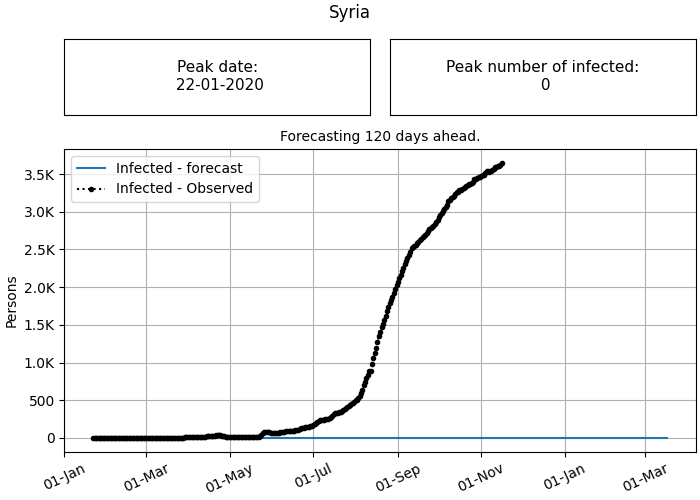 Syria
Peak date:
22-01-2020
Peak number of infected:
0
Forecasting 120 days ahead.
Infected - forecast
Infected - Observed
Persons
3.5K
3.0K
2.5K
2.0K
1.5K
1.0K
500
0
01-Jan
01-Mar
01-May
01-Jul
01-Sep
01-Nov
01-Jan
01-Mar